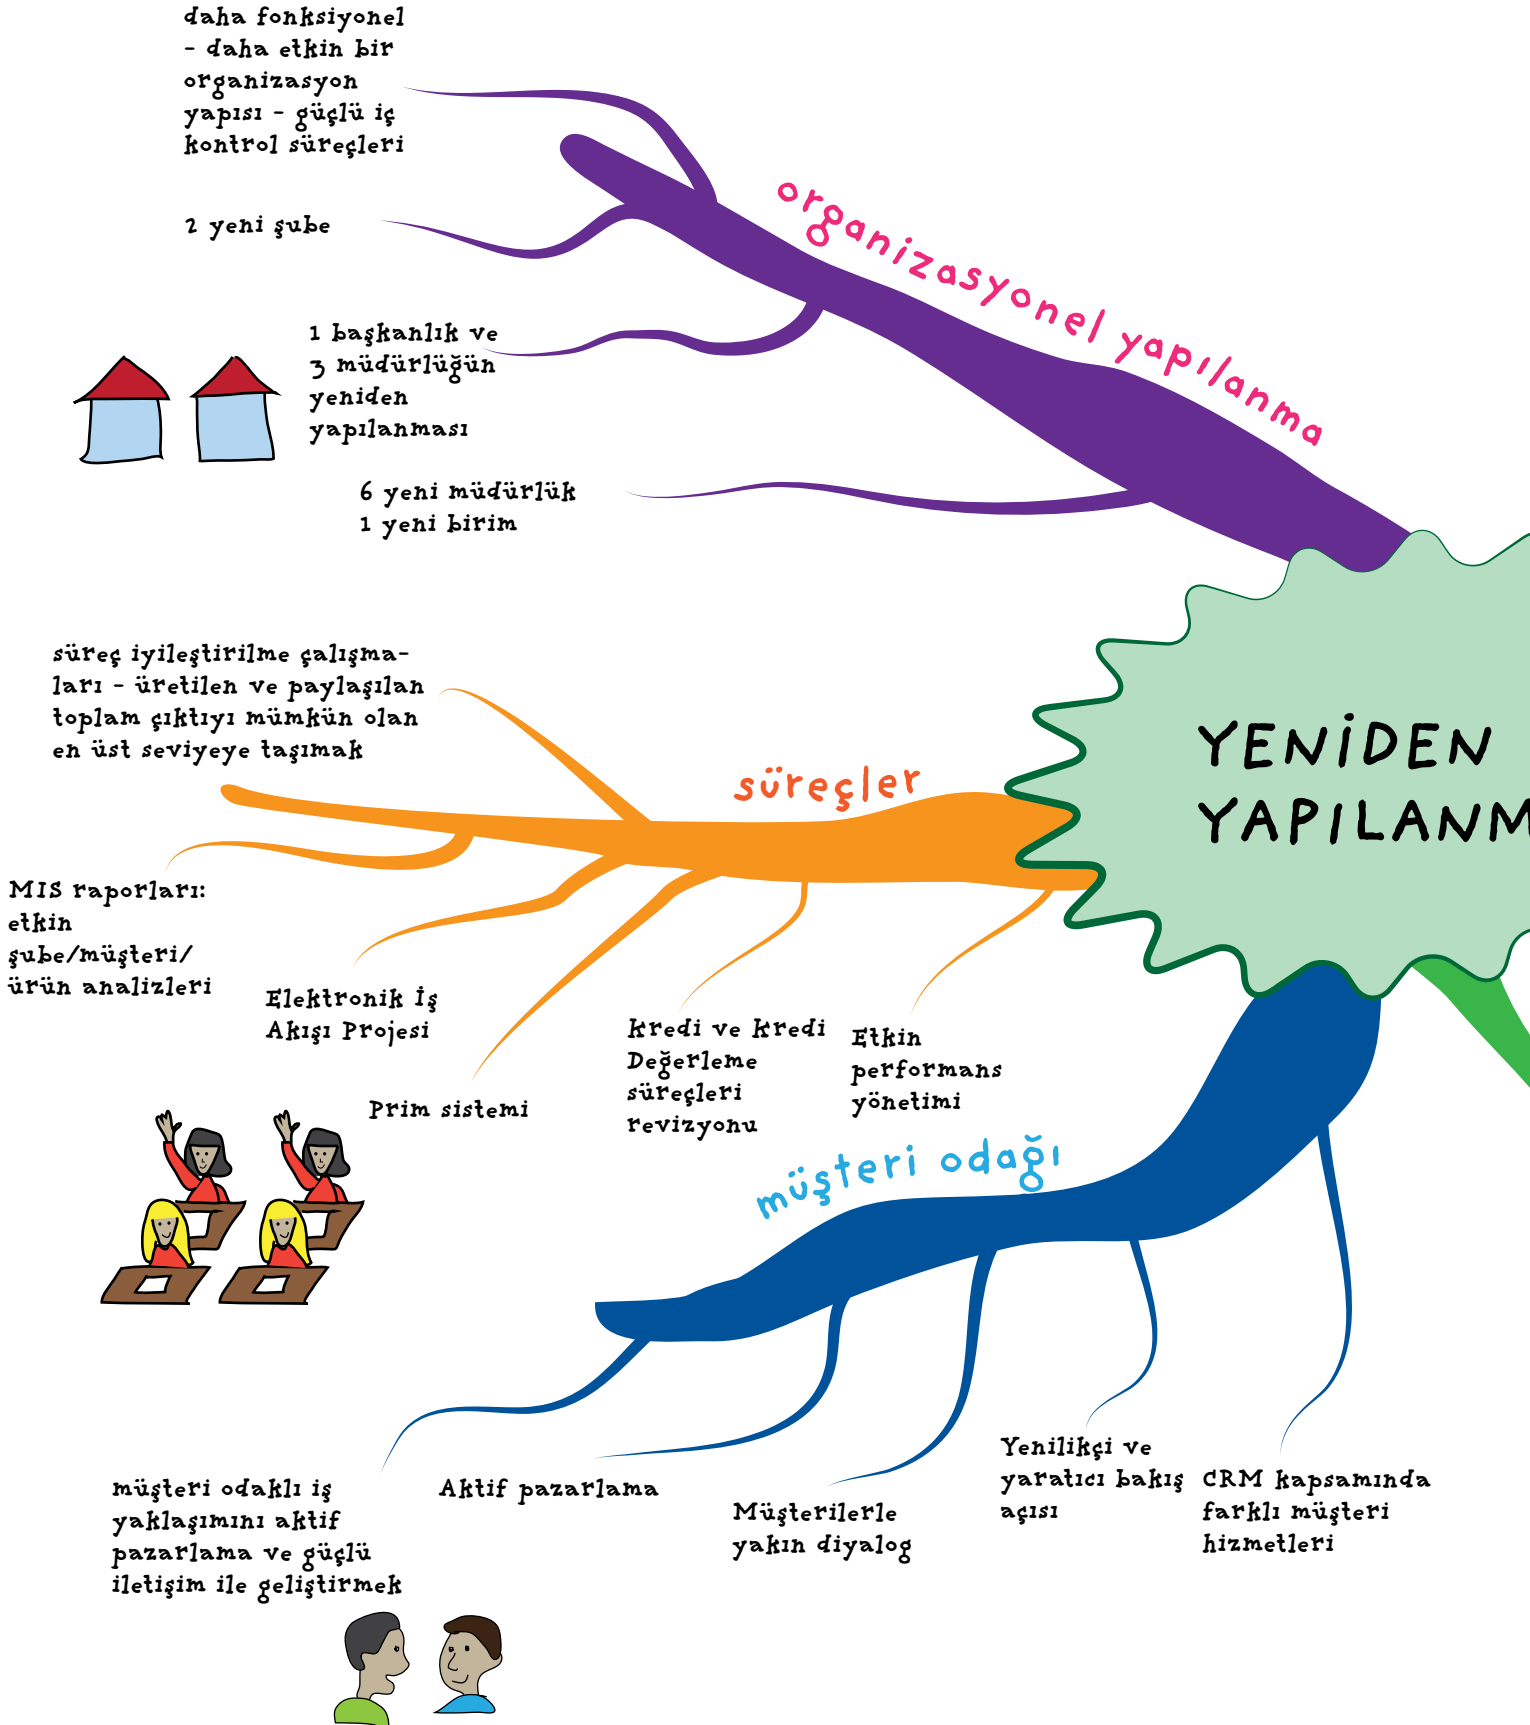 daha fonksiyonel
- daha etkin bir
organizasyon
yapısı - güçlü iç
kontrol süreçleri
2 yeni şube
1 başkanlık ve
3 müdürlüğün
yeniden
yapılanması
6 yeni müdürlük
1 yeni birim
organizasyonel yapılanma
süreç iyileştirilme çalışma-
ları - üretilen ve paylaşılan
toplam çıktıyı mümkün olan
en üst seviyeye taşımak
süreçler
YENİDEN
YAPILANM
MIS raporları:
etkin
şube/müşteri/
ürün analizleri
Elektronik İş
Akışı Projesi
Prim sistemi
Kredi ve Kredi
Değerleme
süreçleri
revizyonu
Etkin
performans
yönetimi
müşteri odağı
müşteri odaklı iş
yaklaşımını aktif
pazarlama ve güçlü
iletişim ile geliştirmek
Aktif pazarlama
Müşterilerle
yakın diyalog
Yenilikçi ve
yaratıcı bakış
açısı
CRM kapsamında
farklı müşteri
hizmetleri